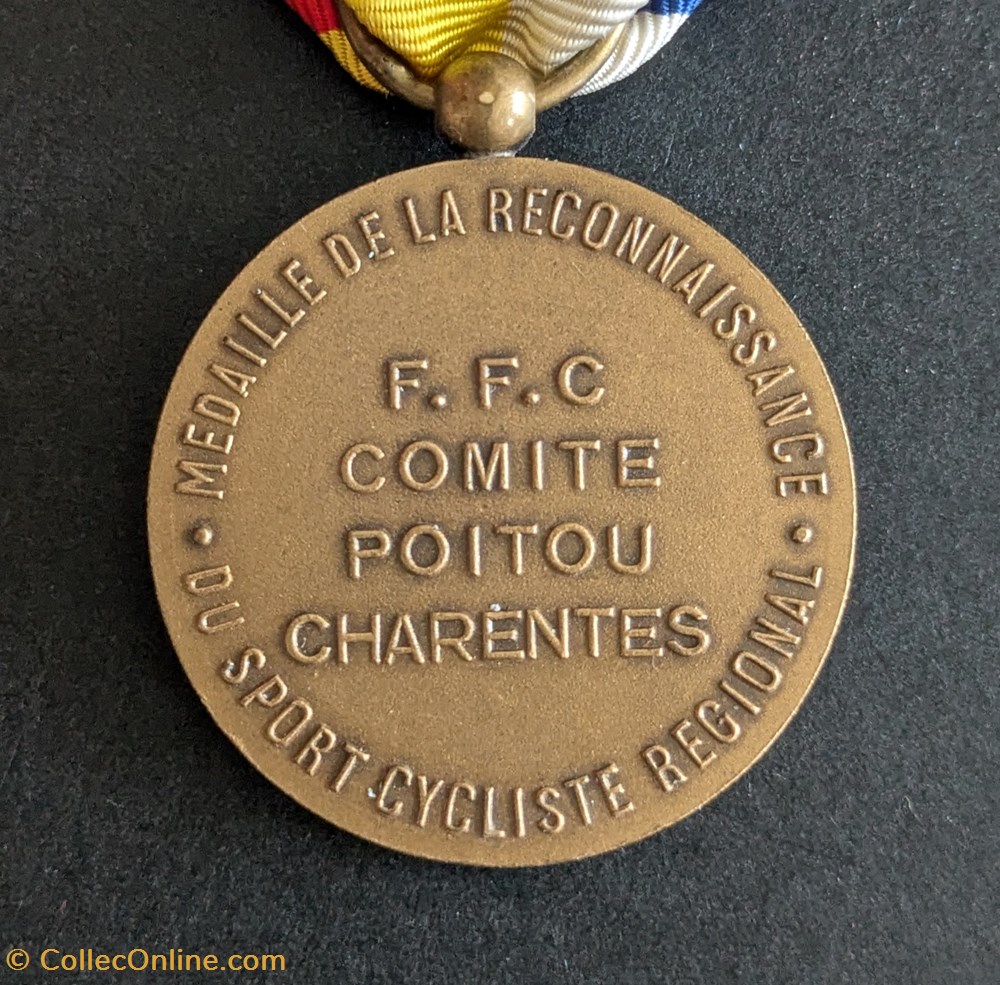 MEDAILLE DE LA RECONNAISSANCE
F. F. C
COMITE
POITOU
CHARENTES
DU SPORT CYCLISTE REGIONAL
© CollecOnline.com